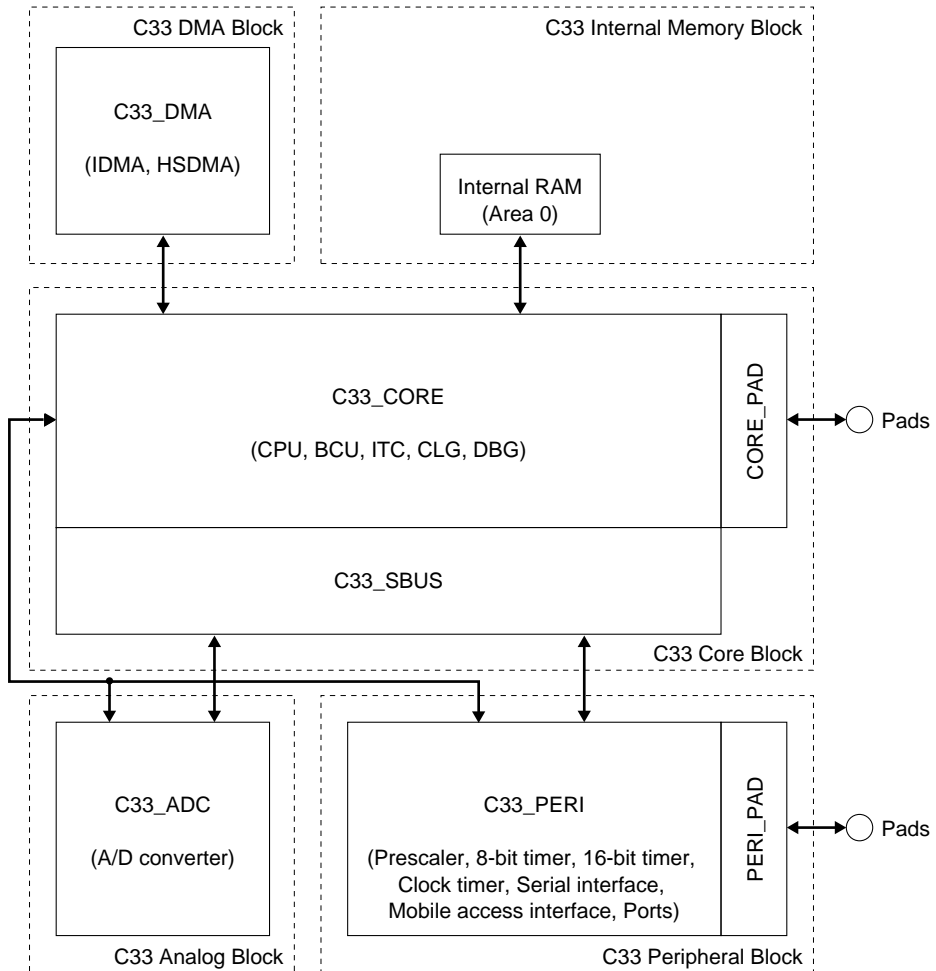 C33 DMA Block
C33_DMA
(IDMA, HSDMA)
C33 Internal Memory Block
Internal RAM
(Area 0)
C33_CORE
(CPU, BCU, ITC, CLG, DBG)
CORE_PAD
Pads
C33_SBUS
C33 Core Block
C33_ADC
(A/D converter)
C33 Analog Block
C33_PERI
(Prescaler, 8-bit timer, 16-bit timer,
Clock timer, Serial interface,
Mobile access interface, Ports)
PERI_PAD
Pads
C33 Peripheral Block